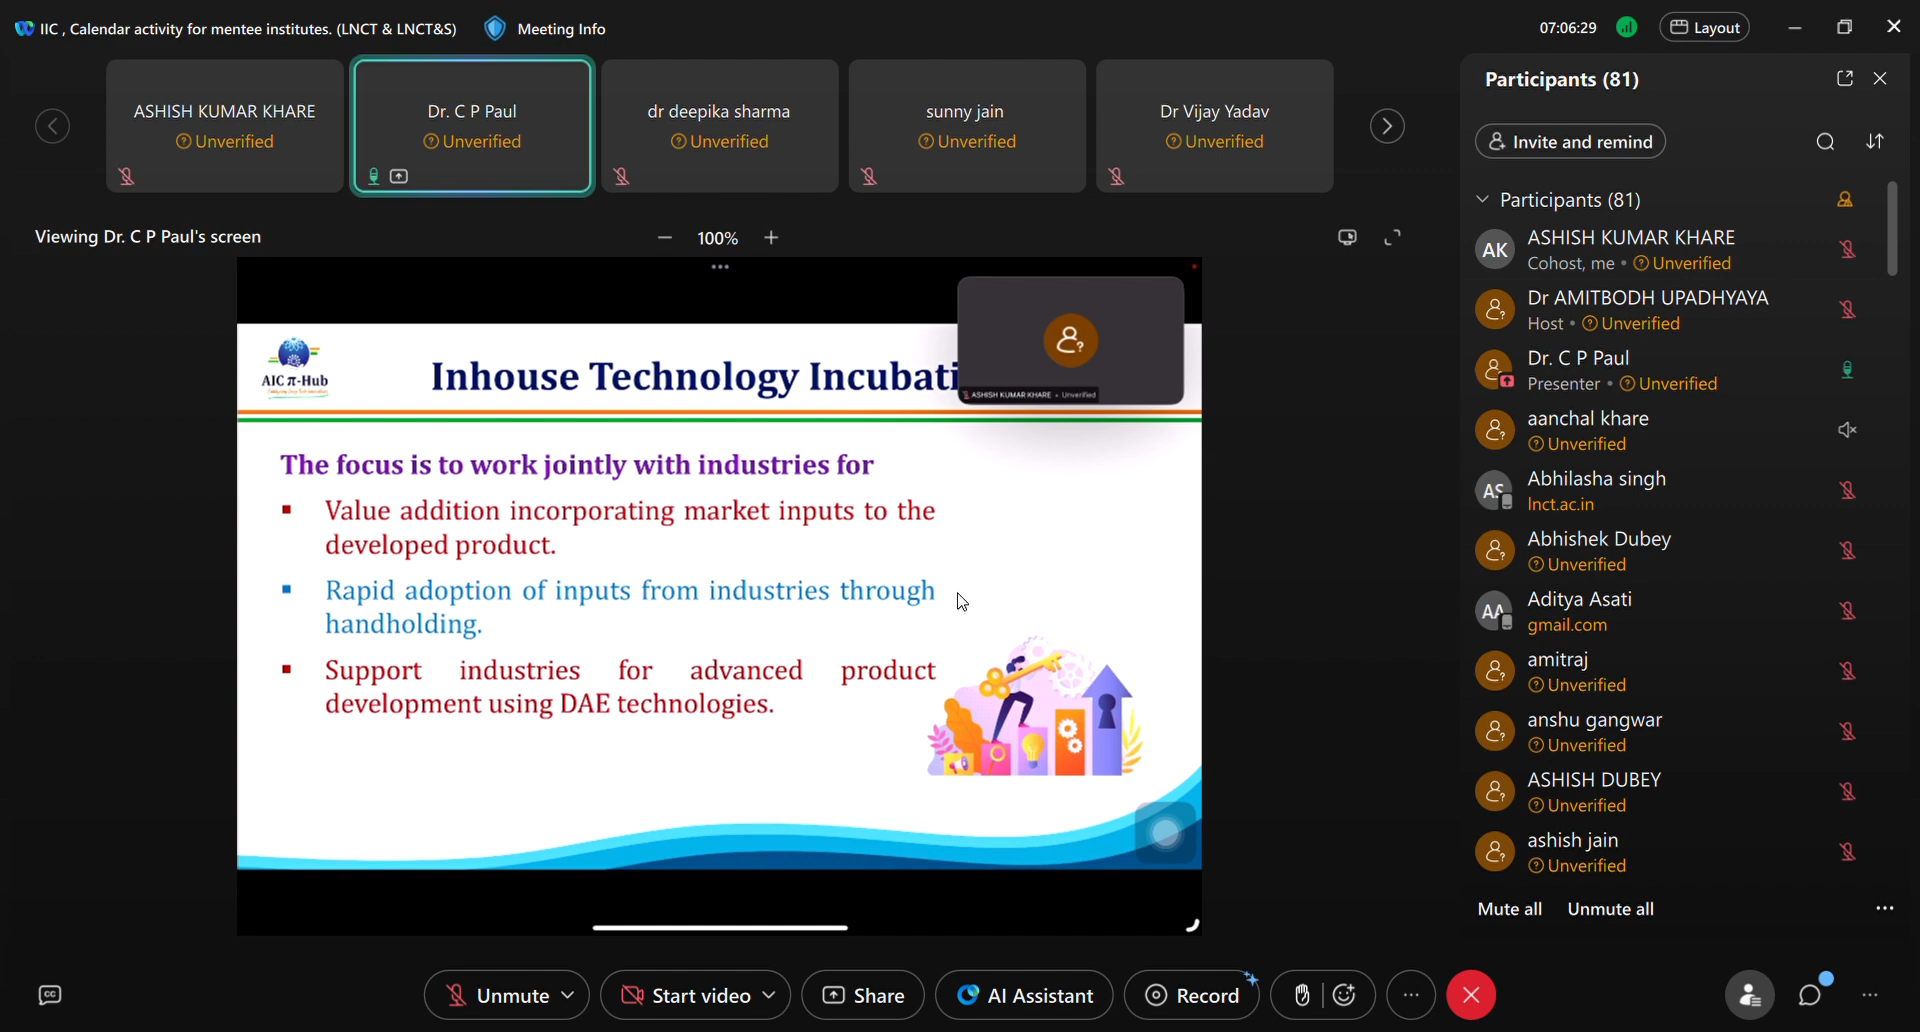 IIC , Calendar activity for mentee institutes. (LNCT & LNCT&S)
Meeting Info
07:06:29
Layout
ASHISH KUMAR KHARE
Unverified
Dr. C P Paul
Unverified
dr deepika sharma
Unverified
sunny jain
Unverified
Dr Vijay Yadav
Unverified
Viewing Dr. C P Paul's screen
100%
AIC π-Hub
Inhouse Technology Incubati
ASHISH KUMAR KHARE • Unverified
The focus is to work jointly with industries for
Value addition incorporating market inputs to the
developed product.
Rapid adoption of inputs from industries through
handholding.
Support industries for advanced product
development using DAE technologies.
Participants (81)
Invite and remind
Participants (81)
AK
ASHISH KUMAR KHARE
Cohost, me • Unverified
Dr AMITBODH UPADHYAYA
Host • Unverified
Dr. C P Paul
Presenter • Unverified
aanchal khare
Unverified
AS
Abhilasha singh
lnct.ac.in
Abhishek Dubey
Unverified
AA
Aditya Asati
gmail.com
amitraj
Unverified
anshu gangwar
Unverified
ASHISH DUBEY
Unverified
ashish jain
Unverified
Mute all
Unmute all
CC
Unmute
Start video
Share
AI Assistant
Record